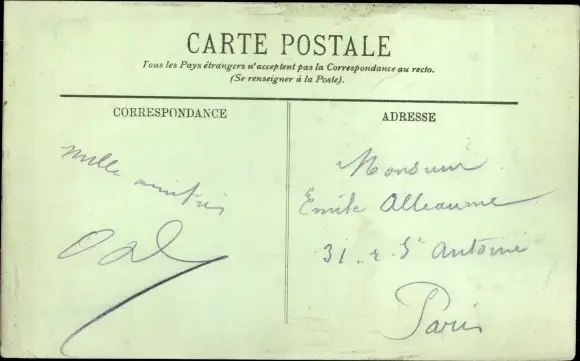 CARTE POSTALE
Tous les Pays étrangers n'acceptent pas la Correspondance au recto.
(Se renseigner à la Poste).
CORRESPONDANCE
mille amitiés
ADRESSE
Monsieur
Emile Alleaume
31 r. St Antoine
Paris